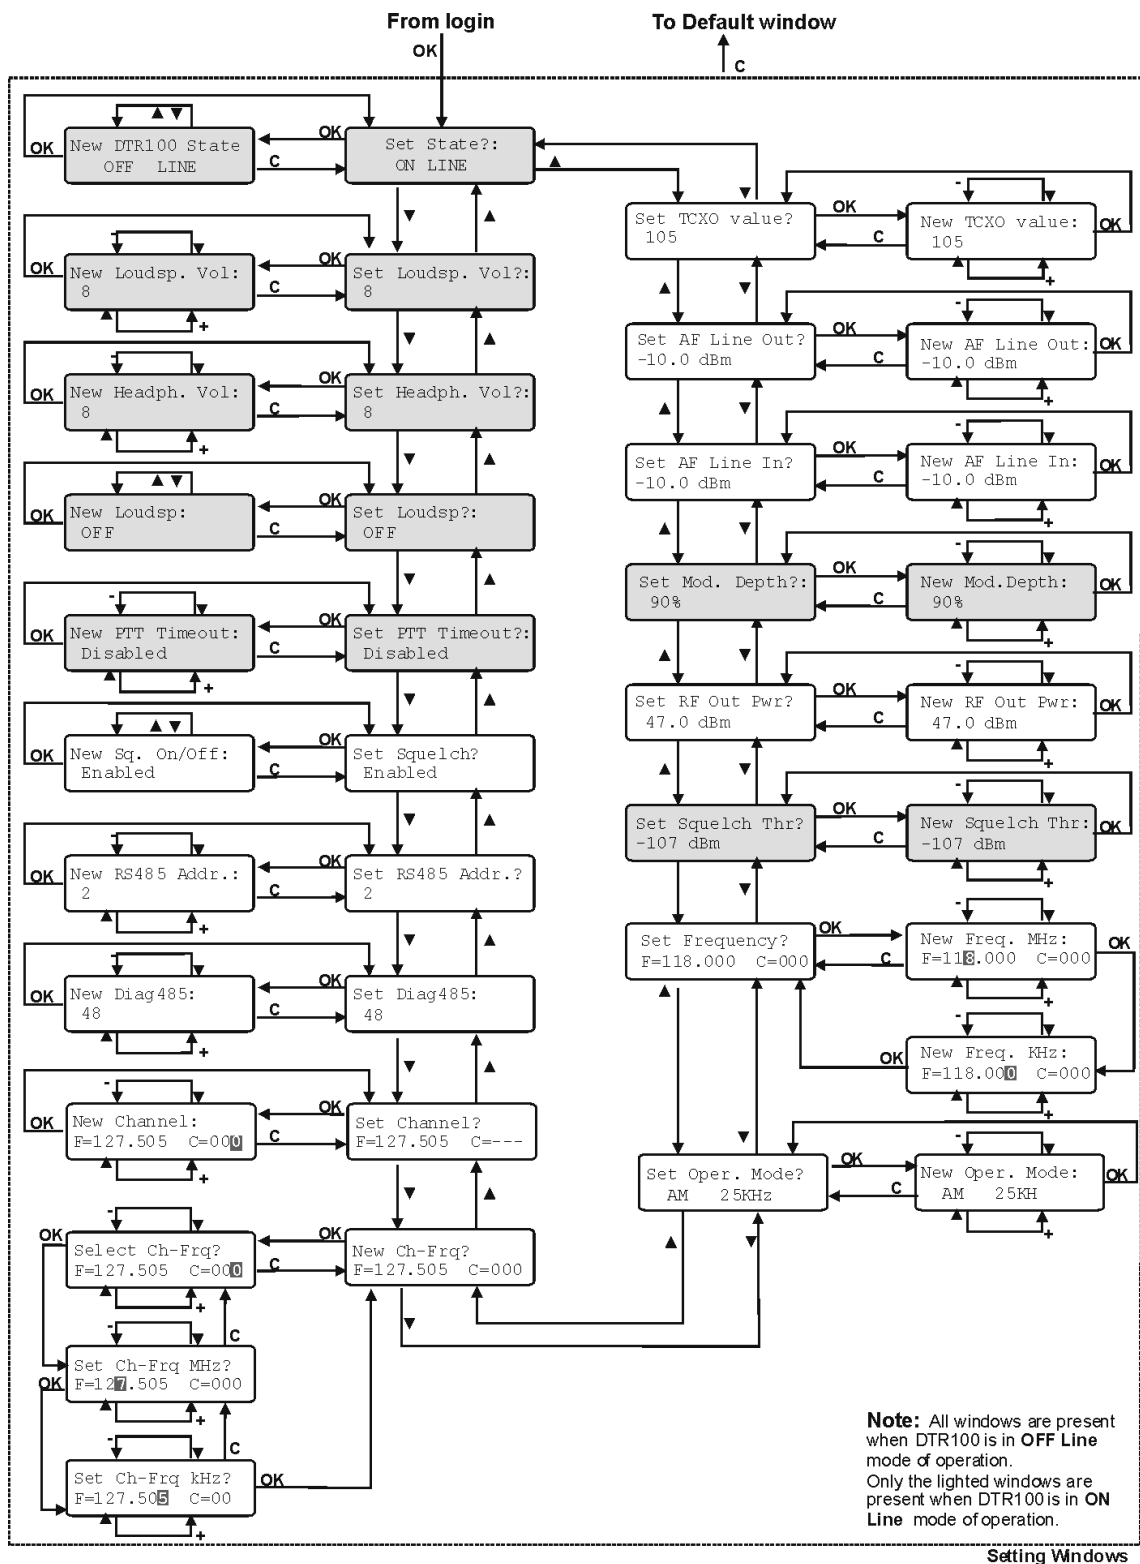 From login
OK
To Default window
C
New DTR100 State
OFF LINE
OK
OK
C
Set State?:
ON LINE
New Loudsp. Vol:
8
OK
-
+
OK
C
Set Loudsp. Vol?:
8
New Headph. Vol:
8
OK
-
+
OK
C
Set Headph. Vol?:
8
New Loudsp:
OFF
OK
OK
C
Set Loudsp?:
OFF
New PTT Timeout:
Disabled
OK
-
+
OK
C
Set PTT Timeout?:
Disabled
New Sq. On/Off:
Enabled
OK
OK
C
Set Squelch?
Enabled
New RS485 Addr.:
2
OK
-
+
OK
C
Set RS485 Addr.?
2
New Diag485:
48
OK
-
+
OK
C
Set Diag485:
48
New Channel:
F=127.505 C=000
OK
-
+
OK
C
Set Channel?
F=127.505 C=---
Select Ch-Frq?
F=127.505 C=000
OK
-
+
OK
C
New Ch-Frq?
F=127.505 C=000
Set Ch-Frq MHz?
F=127.505 C=000
OK
-
+
C
Set Ch-Frq kHz?
F=127.505 C=00
-
+
C
OK
Set TCXO value?
105
OK
C
New TCXO value:
105
-
+
OK
Set AF Line Out?
-10.0 dBm
OK
C
New AF Line Out:
-10.0 dBm
-
+
OK
Set AF Line In?
-10.0 dBm
OK
C
New AF Line In:
-10.0 dBm
-
+
OK
Set Mod. Depth?:
90%
OK
C
New Mod.Depth:
90%
-
+
OK
Set RF Out Pwr?
47.0 dBm
OK
C
New RF Out Pwr:
47.0 dBm
-
+
OK
Set Squelch Thr?
-107 dBm
OK
C
New Squelch Thr:
-107 dBm
-
+
OK
Set Frequency?
F=118.000 C=000
OK
C
New Freq. MHz:
F=118.000 C=000
-
+
OK
New Freq. KHz:
F=118.000 C=000
-
+
OK
Set Oper. Mode?
AM 25KHz
OK
C
New Oper. Mode:
AM 25KH
-
+
OK
Note: All windows are present
when DTR100 is in OFF Line
mode of operation.
Only the lighted windows are
present when DTR100 is in ON
Line mode of operation.
Setting Windows